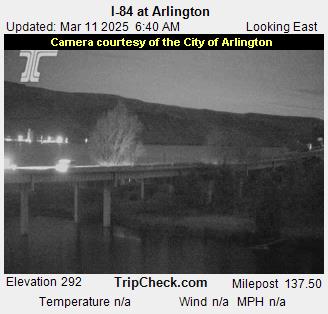 I-84 at Arlington
Updated: Mar 11 2025 6:40 AM Looking East
Camera courtesy of the City of Arlington
Elevation 292 TripCheck.com Milepost 137.50
Temperature n/a Wind n/a MPH n/a